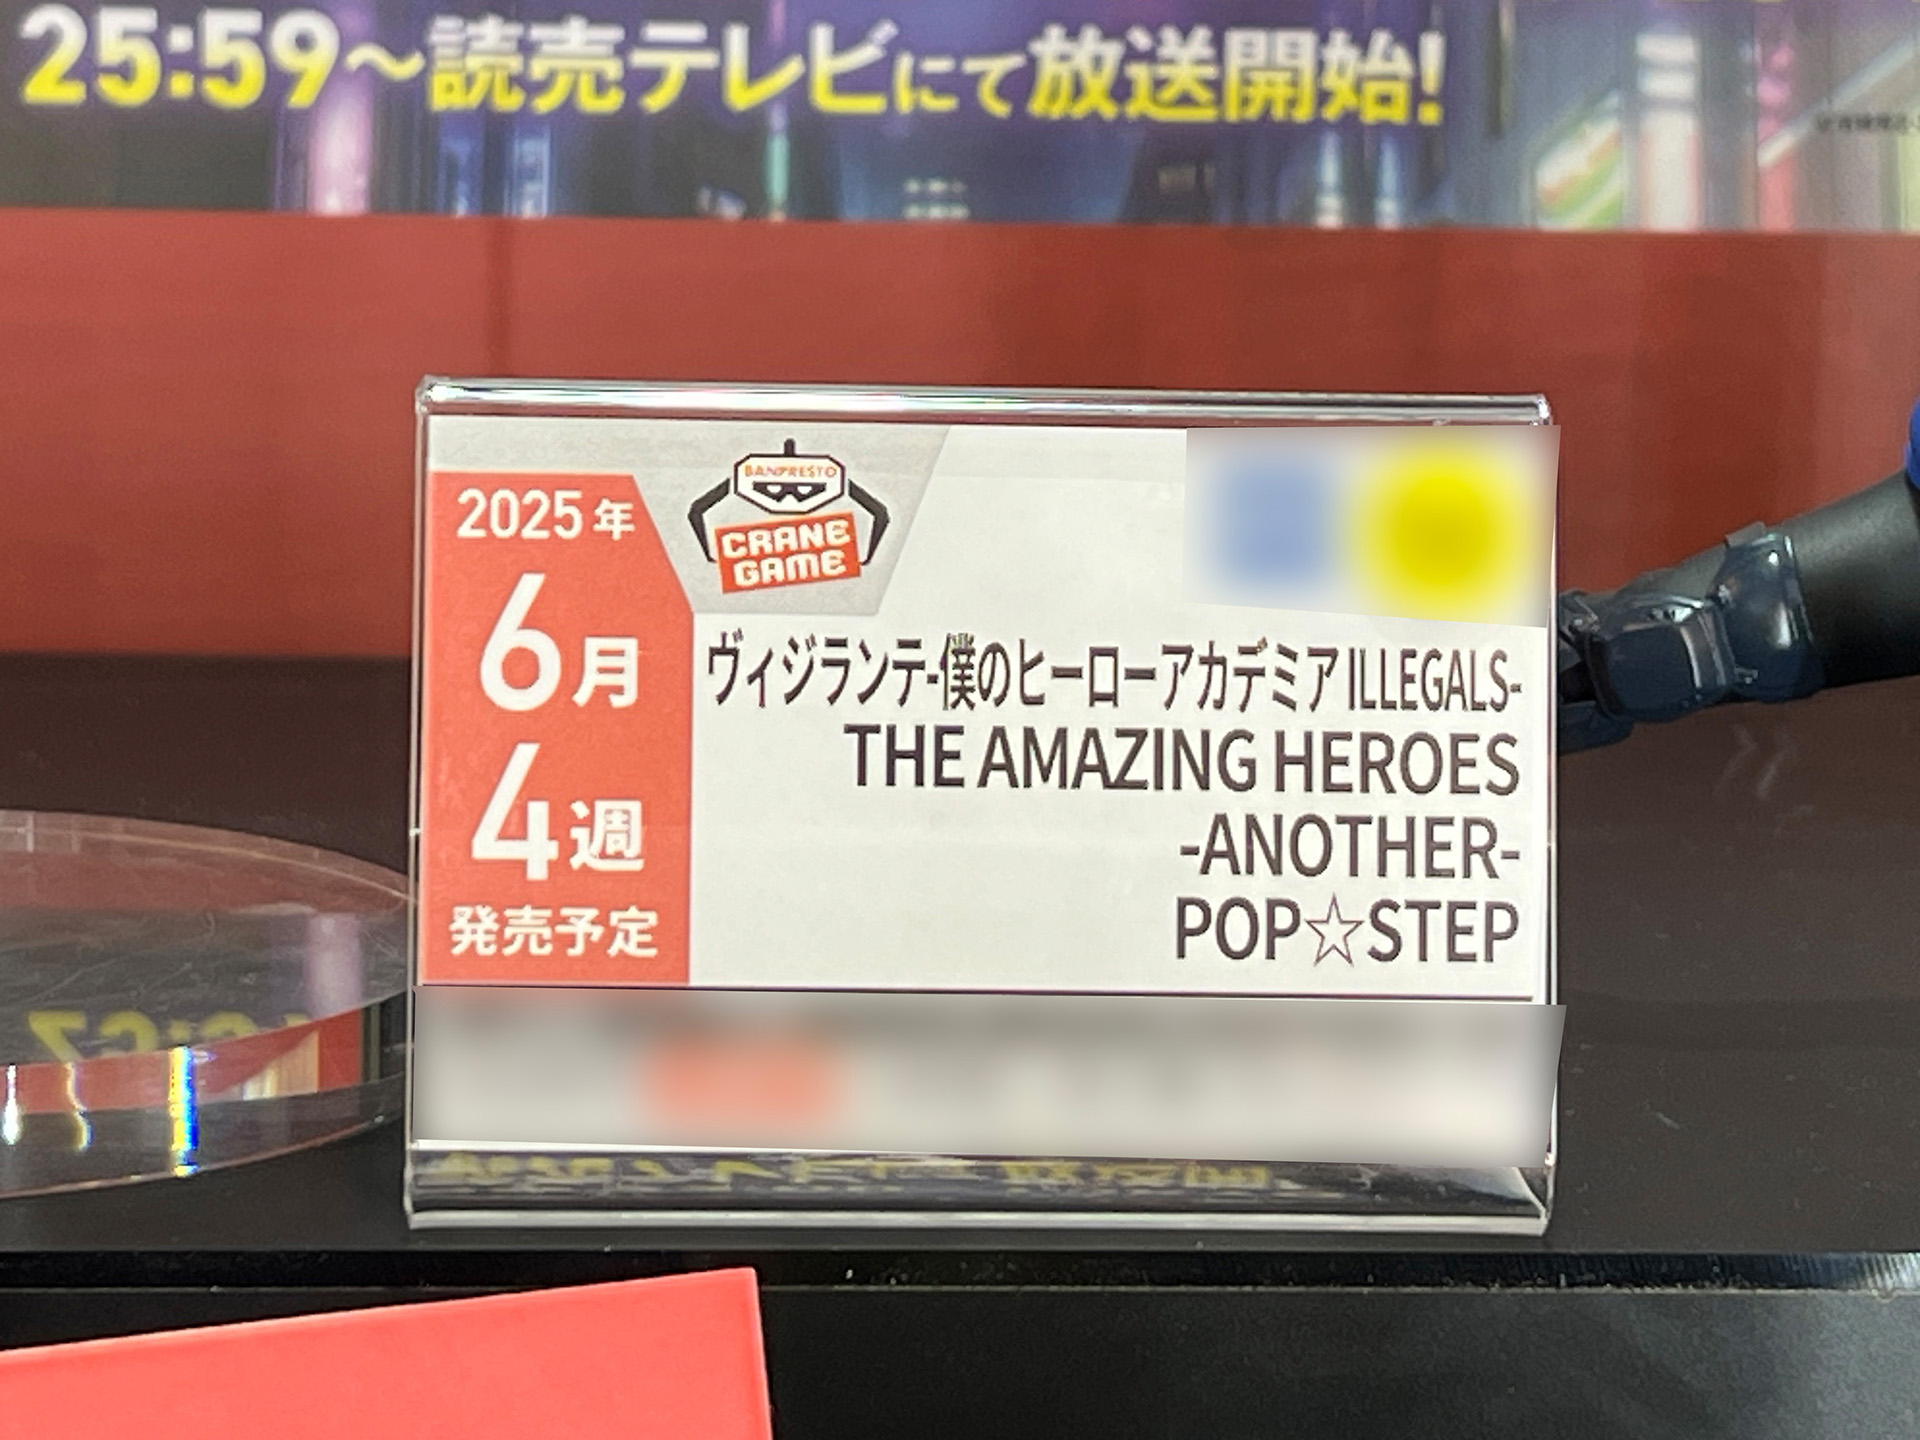 25:59～読売テレビにて放送開始!
BANPRESTO
CRANE
GAME
2025年
6月
4週
発売予定
ヴィジランテ-僕のヒーローアカデミア ILLEGALS-
THE AMAZING HEROES
-ANOTHER-
POP☆STEP